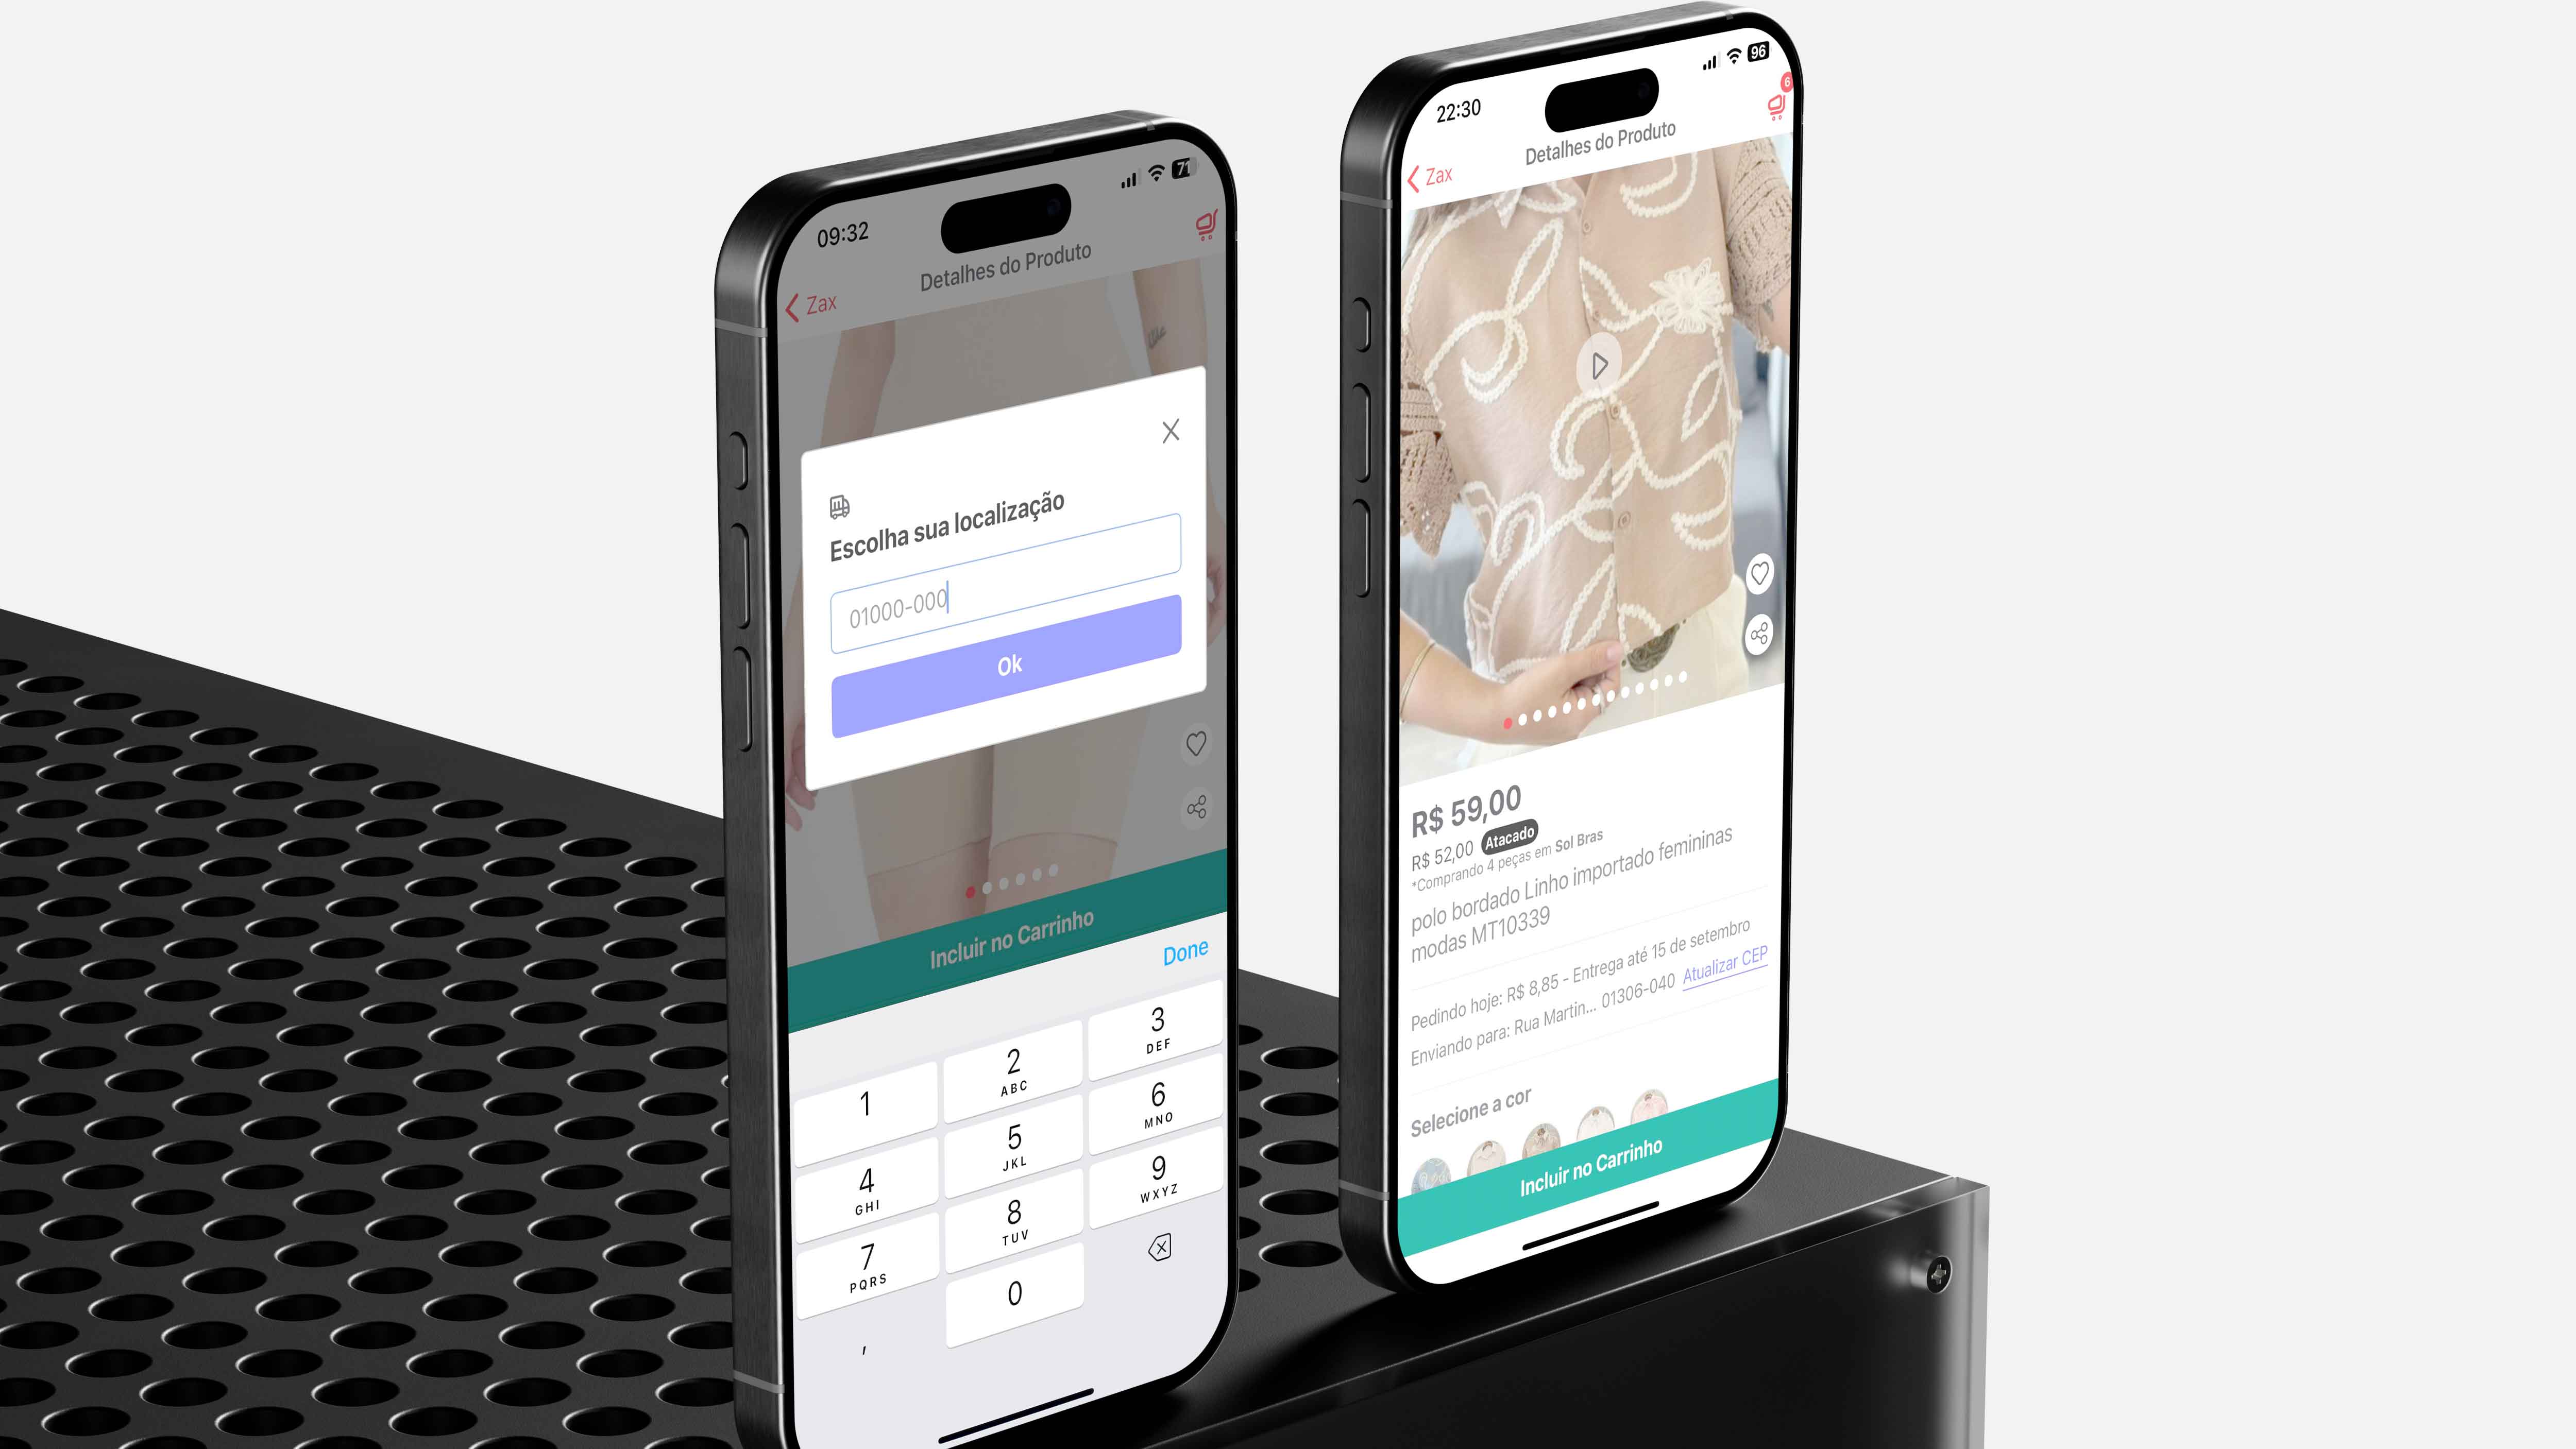 09:32
71
Detalhes do Produto
Zax
Escolha sua localização
01000-000
Ok
Incluir no Carrinho
Done
1
2
ABC
3
DEF
4
GHI
5
JKL
6
MNO
7
PQRS
8
TUV
9
WXYZ
,
0
22:30
96
6
Detalhes do Produto
Zax
R$ 59,00
R$ 52,00 Atacado
*Comprando 4 peças em Sol Bras
polo bordado Linho importado femininas
modas MT10339
Pedindo hoje: R$ 8,85 - Entrega até 15 de setembro
Enviando para: Rua Martin... 01306-040 Atualizar CEP
Selecione a cor
Incluir no Carrinho